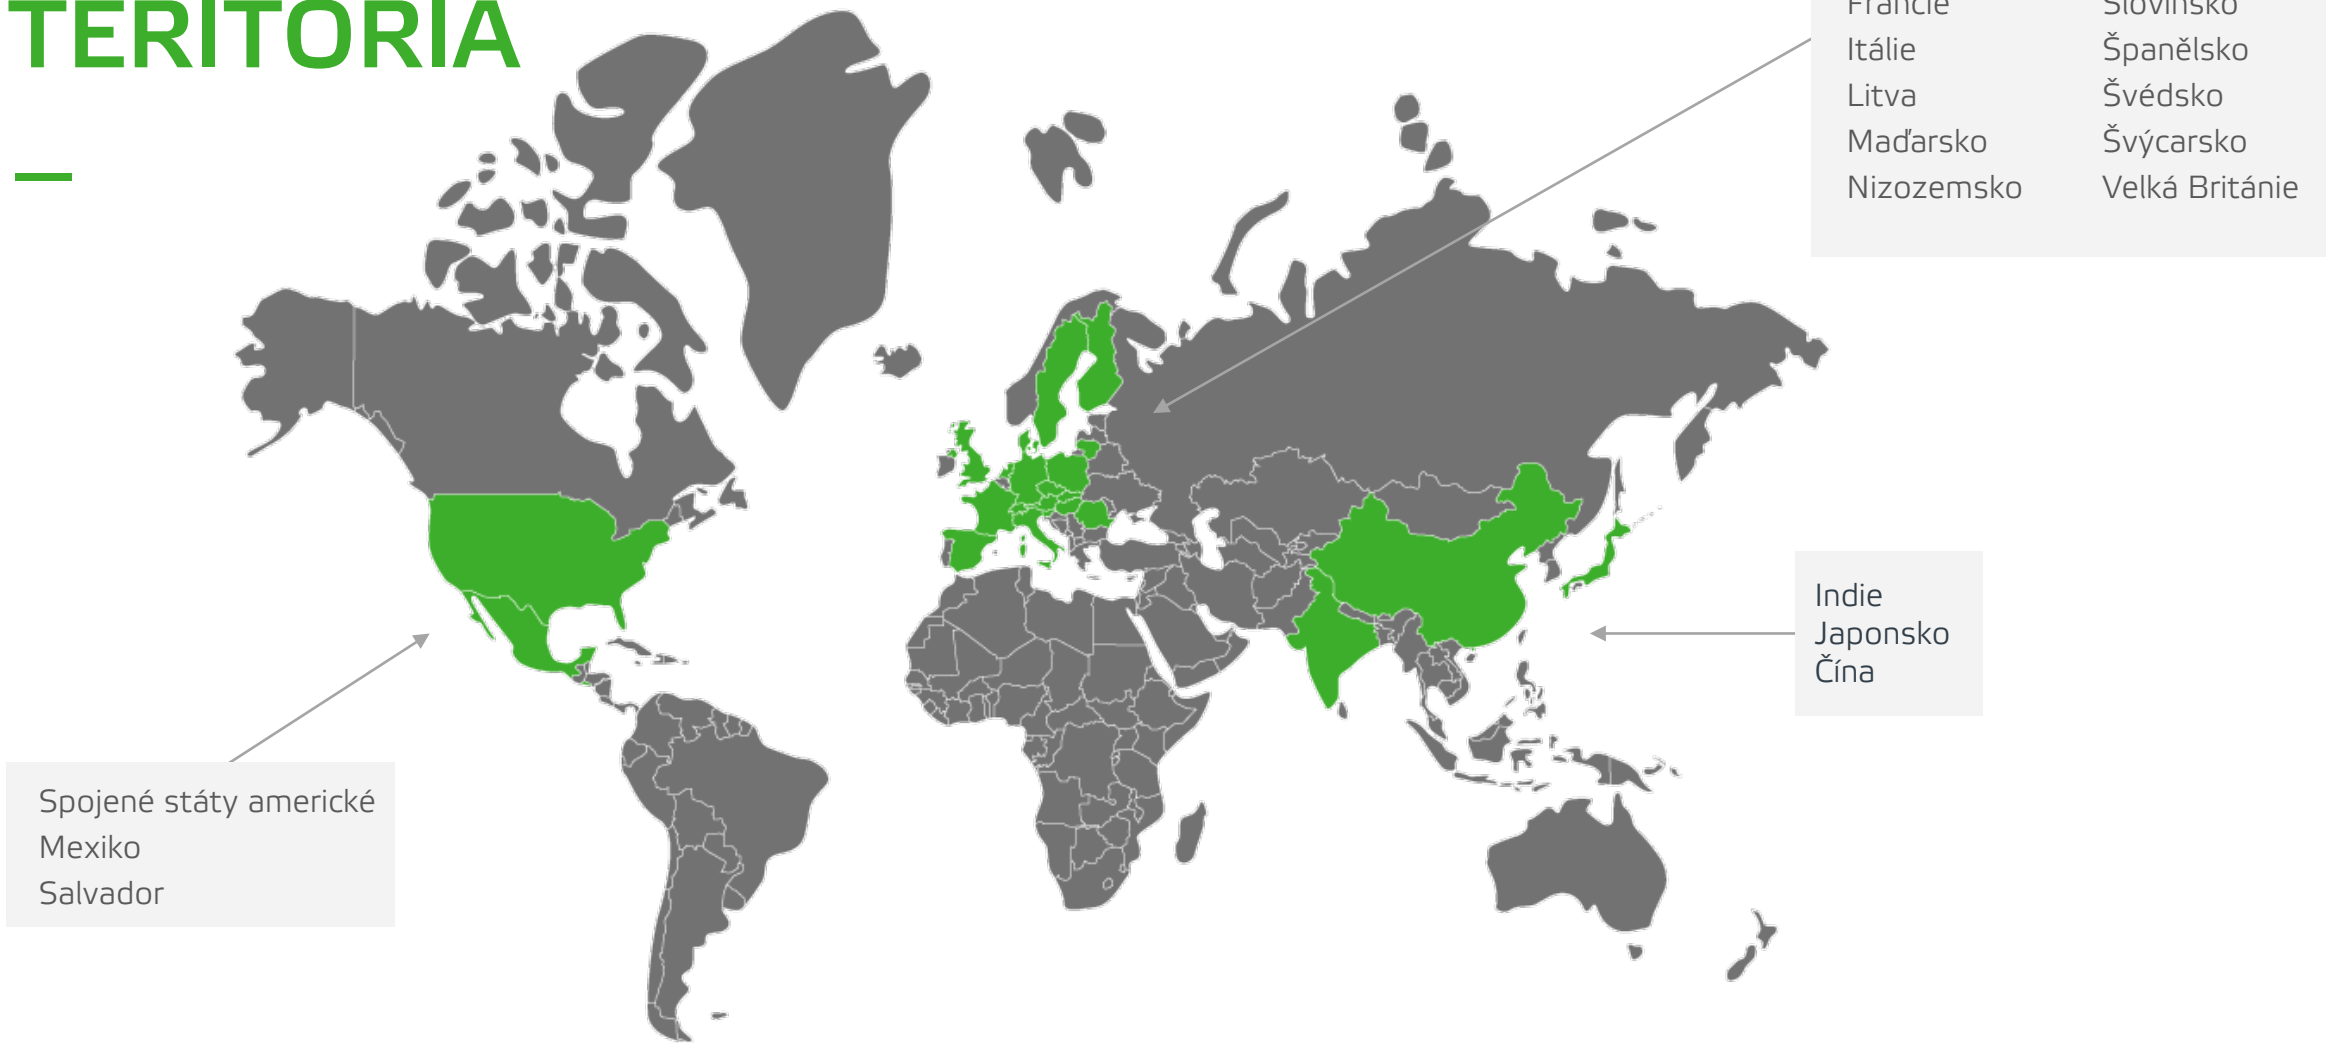 TERITORIA
Francie Slovinsko
Itálie Španělsko
Litva Švédsko
Maďarsko Švýcarsko
Nizozemsko Velká Británie
Indie
Japonsko
Čína
Spojené státy americké
Mexiko
Salvador